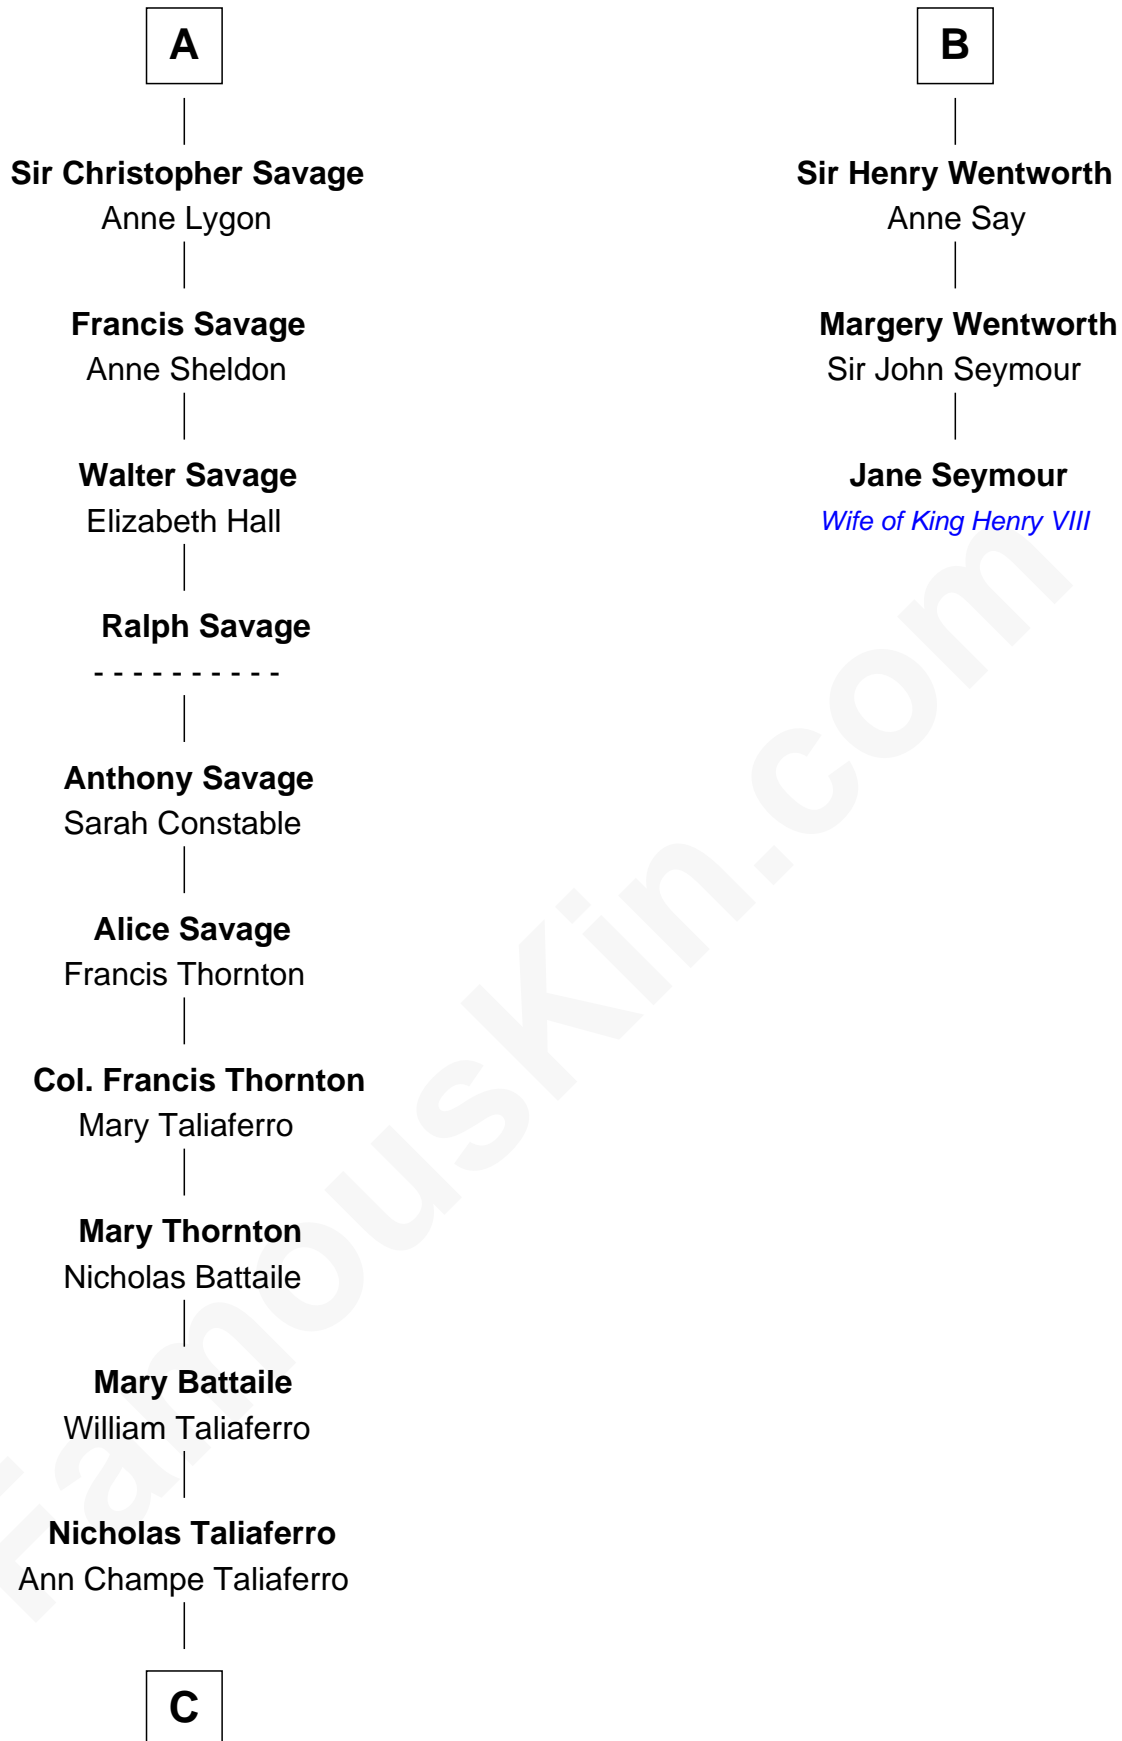 A
Sir Christopher Savage
Anne Lygon
Francis Savage
Anne Sheldon
Walter Savage
Elizabeth Hall
Ralph Savage
- - - - - - - - - -
Anthony Savage
Sarah Constable
Alice Savage
Francis Thornton
Col. Francis Thornton
Mary Taliaferro
Mary Thornton
Nicholas Battaile
Mary Battaile
William Taliaferro
Nicholas Taliaferro
Ann Champe Taliaferro
C
B
Sir Henry Wentworth
Anne Say
Margery Wentworth
Sir John Seymour
Jane Seymour
Wife of King Henry VIII
FamousKin.com